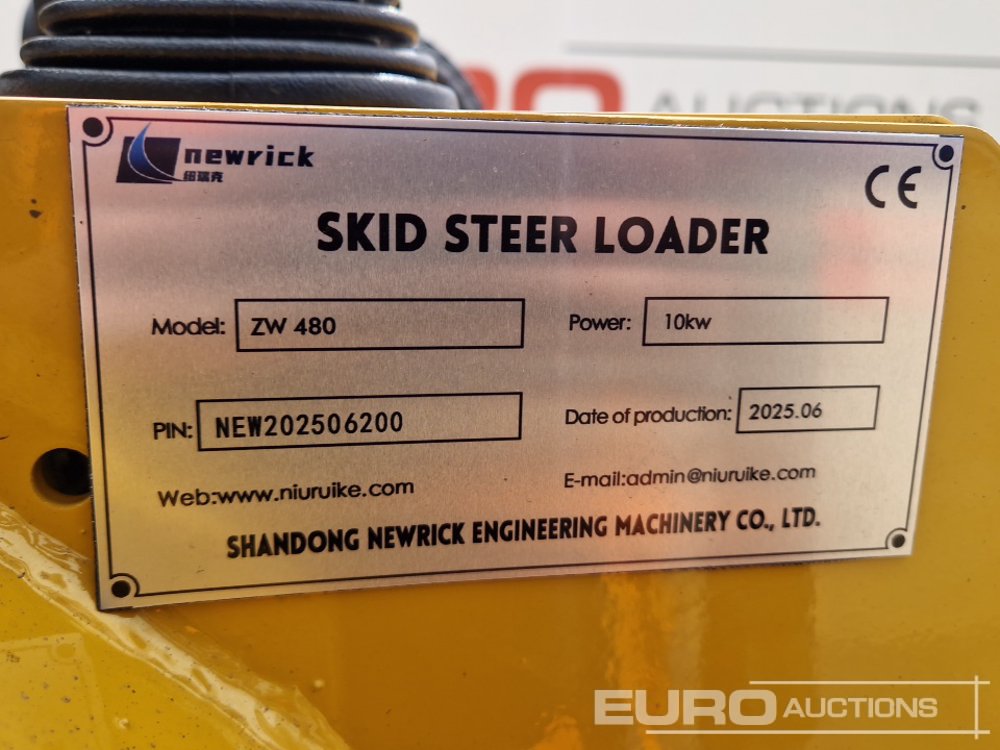 AUCTIONS
newrick
纽瑞克
CE
SKID STEER LOADER
Model: ZW 480
Power: 10kw
PIN: NEW202506200
Date of production: 2025.06
Web:www.niuruike.com
E-mail:admin@niuruike.com
SHANDONG NEWRICK ENGINEERING MACHINERY CO., LTD.
EURO AUCTIONS